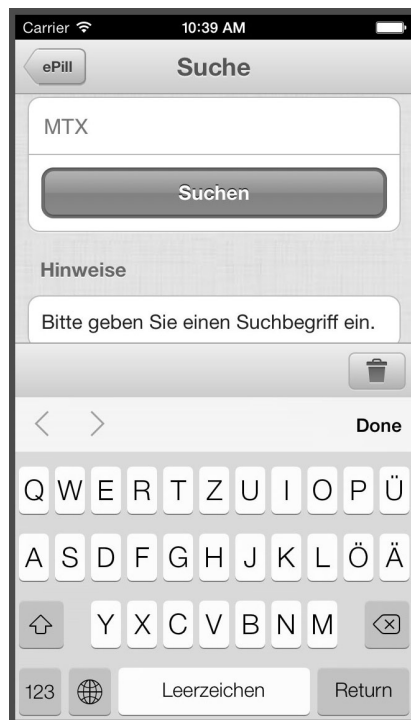 Carrier 10:39 AM
ePill Suche
MTX
Suchen
Hinweise
Bitte geben Sie einen Suchbegriff ein.
Done
Q W E R T Z U I O P Ü
A S D F G H J K L Ö Ä
Y X C V B N M
123 Leerzeichen Return